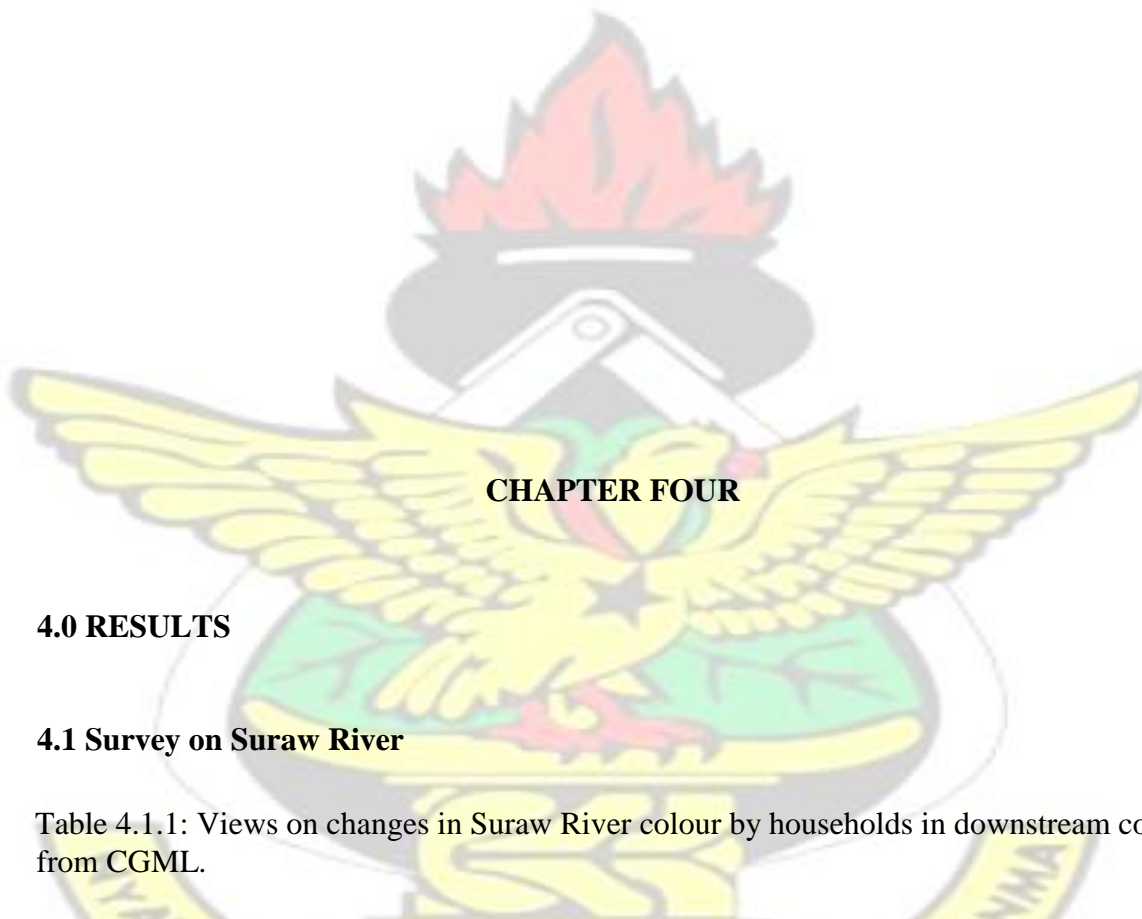 CHAPTER FOUR
4.0 RESULTS
4.1 Survey on Suraw River
Table 4.1.1: Views on changes in Suraw River colour by households in downstream
from CGML.